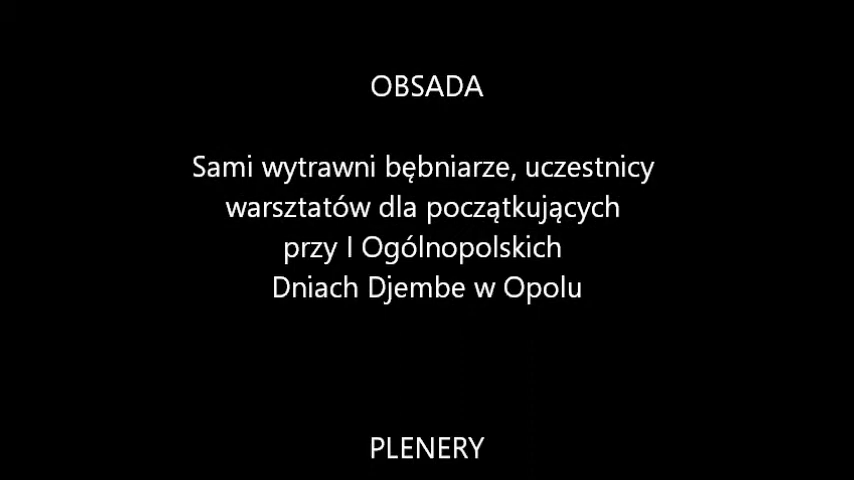 OBSADA
Sami wytrawni bębniarze, uczestnicy
warsztatów dla początkujących
przy I Ogólnopolskich
Dniach Djembe w Opolu
PLENERY